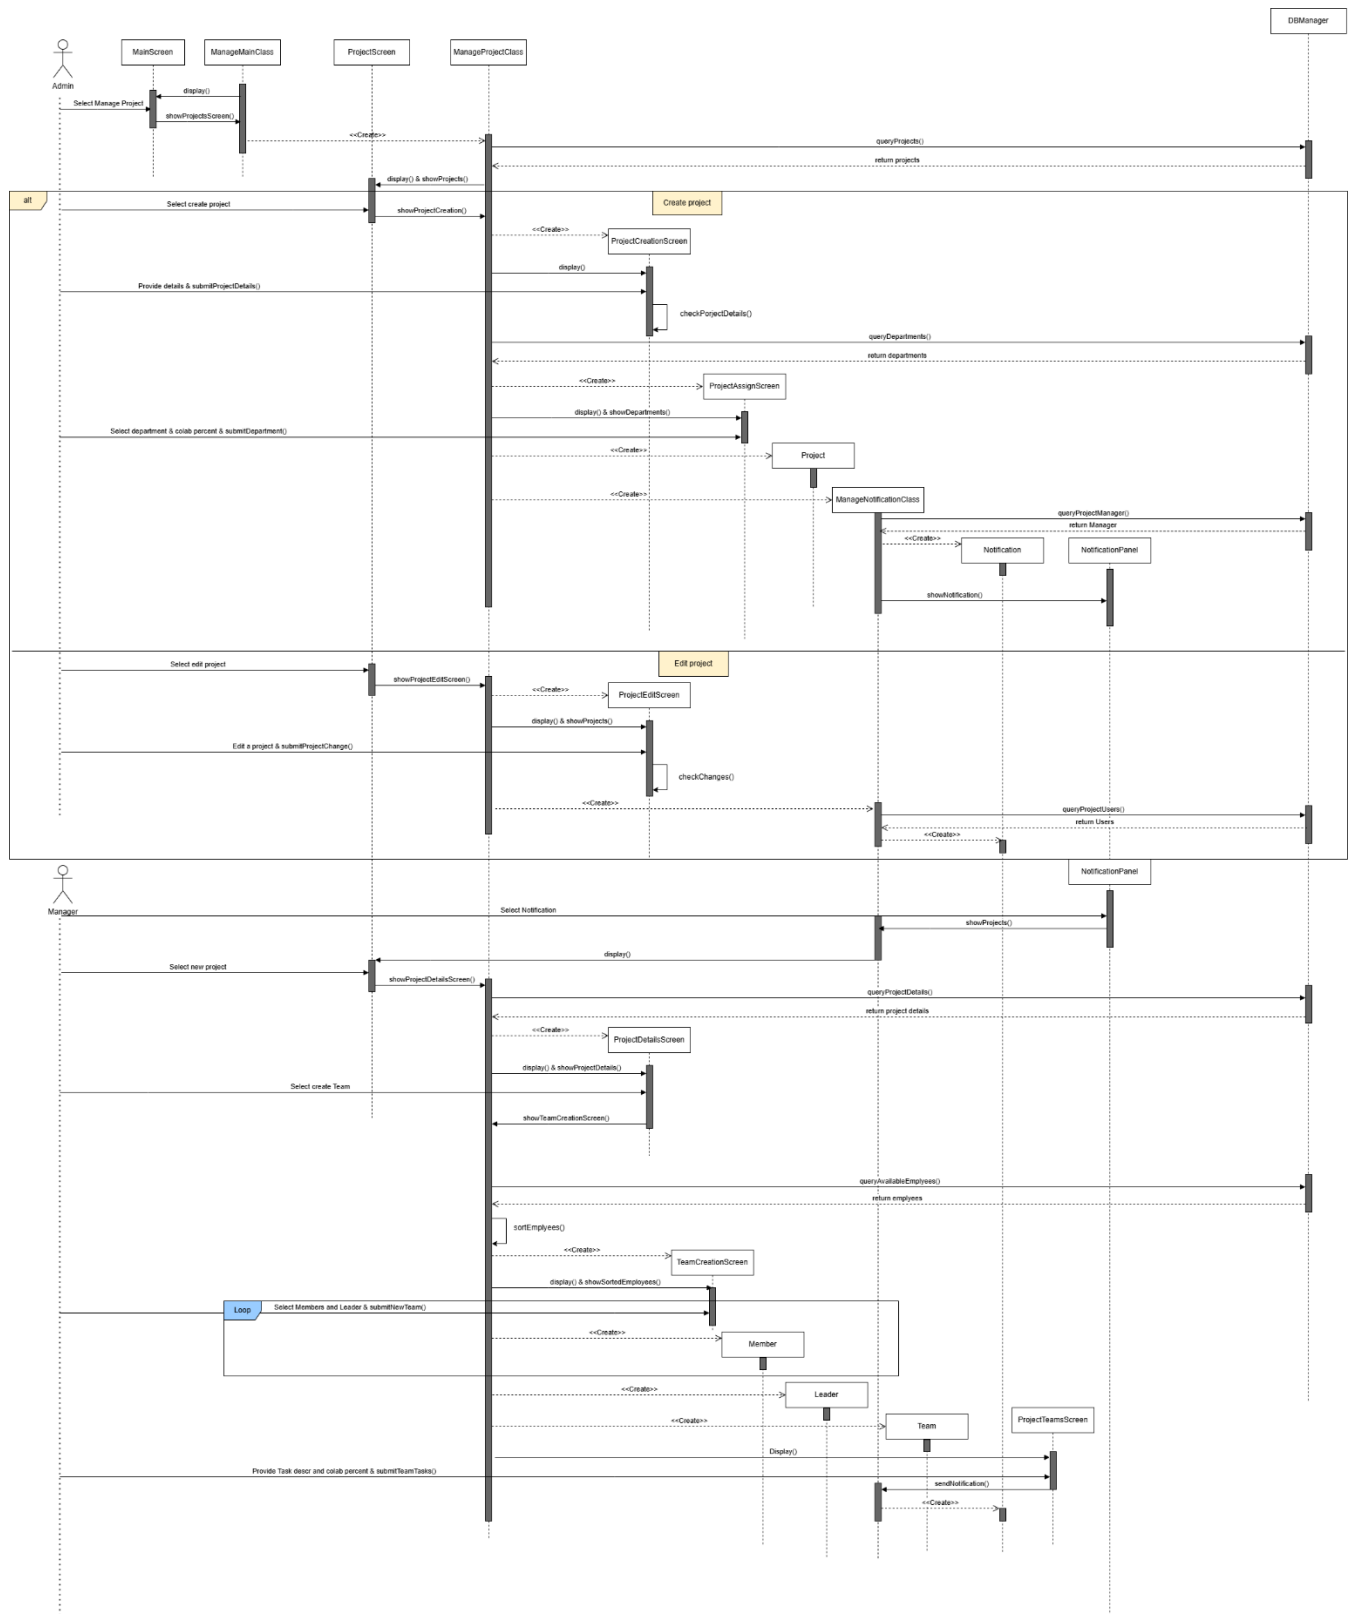 DBManager
MainScreen
ManageMainClass
ProjectScreen
ManageProjectClass
Admin
display()
Select Manage Project
showProjectsScreen()
<<Create>>
queryProjects()
return projects
display() & showProjects()
alt
Create project
Select create project
showProjectCreation()
<<Create>>
ProjectCreationScreen
display()
Provide details & submitProjectDetails()
checkPorjectDetails()
queryDepartments()
return departments
<<Create>>
ProjectAssignScreen
display() & showDepartments()
Select department & colab percent & submitDepartment()
<<Create>>
Project
<<Create>>
ManageNotificationClass
queryProjectManager()
return Manager
<<Create>>
Notification
NotificationPanel
showNotification()
Edit project
Select edit project
showProjectEditScreen()
<<Create>>
ProjectEditScreen
display() & showProjects()
Edit a project & submitProjectChange()
checkChanges()
<<Create>>
queryProjectUsers()
return Users
<<Create>>
NotificationPanel
Manager
Select Notification
showProjects()
display()
Select new project
showProjectDetailsScreen()
queryProjectDetails()
return project details
<<Create>>
ProjectDetailsScreen
display() & showProjectDetails()
Select create Team
showTeamCreationScreen()
queryAvailableEmplyees()
return emplyees
sortEmplyees()
<<Create>>
TeamCreationScreen
display() & showSortedEmployees()
Loop
Select Members and Leader & submitNewTeam()
<<Create>>
Member
<<Create>>
Leader
<<Create>>
Team
ProjectTeamsScreen
Display()
Provide Task descr and colab percent & submitTeamTasks()
sendNotification()
<<Create>>